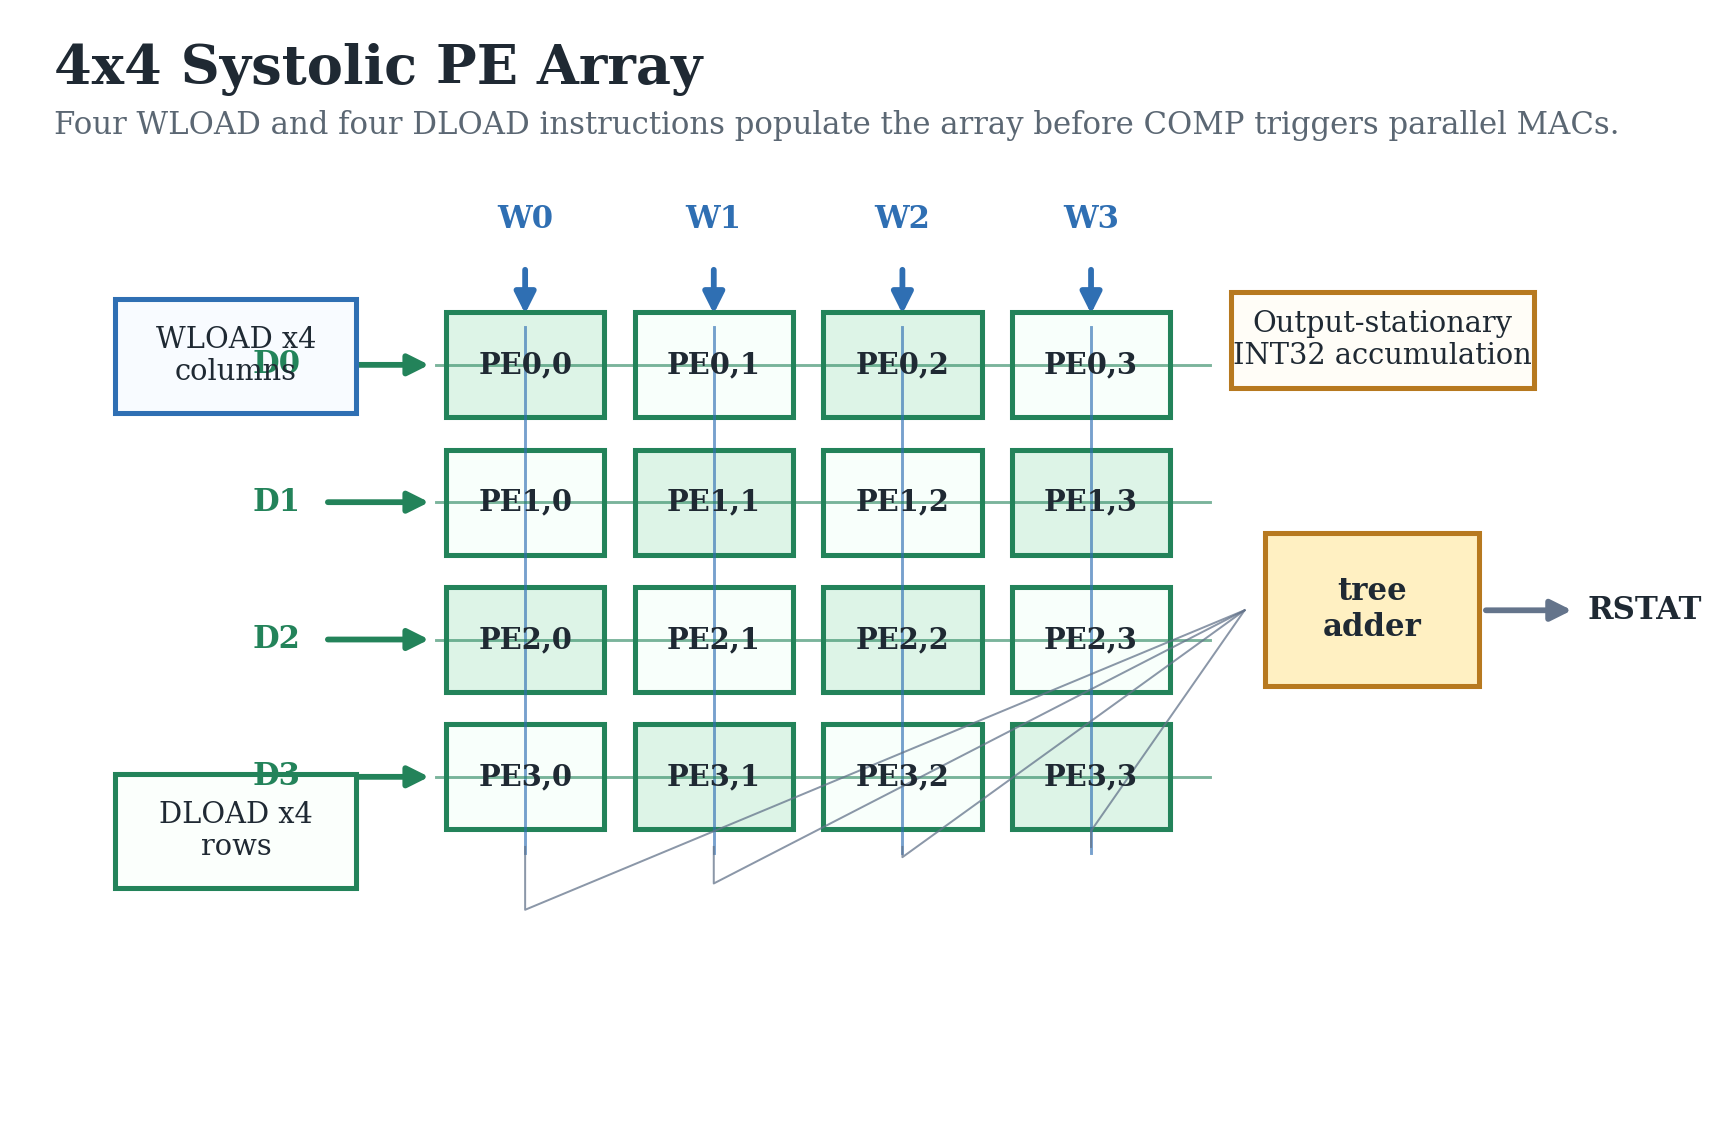 4x4 Systolic PE Array
Four WLOAD and four DLOAD instructions populate the array before COMP triggers parallel MACs.
W0
W1
W2
W3
WLOAD x4
columns
D0
PE0,0
PE0,1
PE0,2
PE0,3
Output-stationary
INT32 accumulation
D1
PE1,0
PE1,1
PE1,2
PE1,3
D2
PE2,0
PE2,1
PE2,2
PE2,3
tree
adder
RSTAT
D3
PE3,0
PE3,1
PE3,2
PE3,3
DLOAD x4
rows